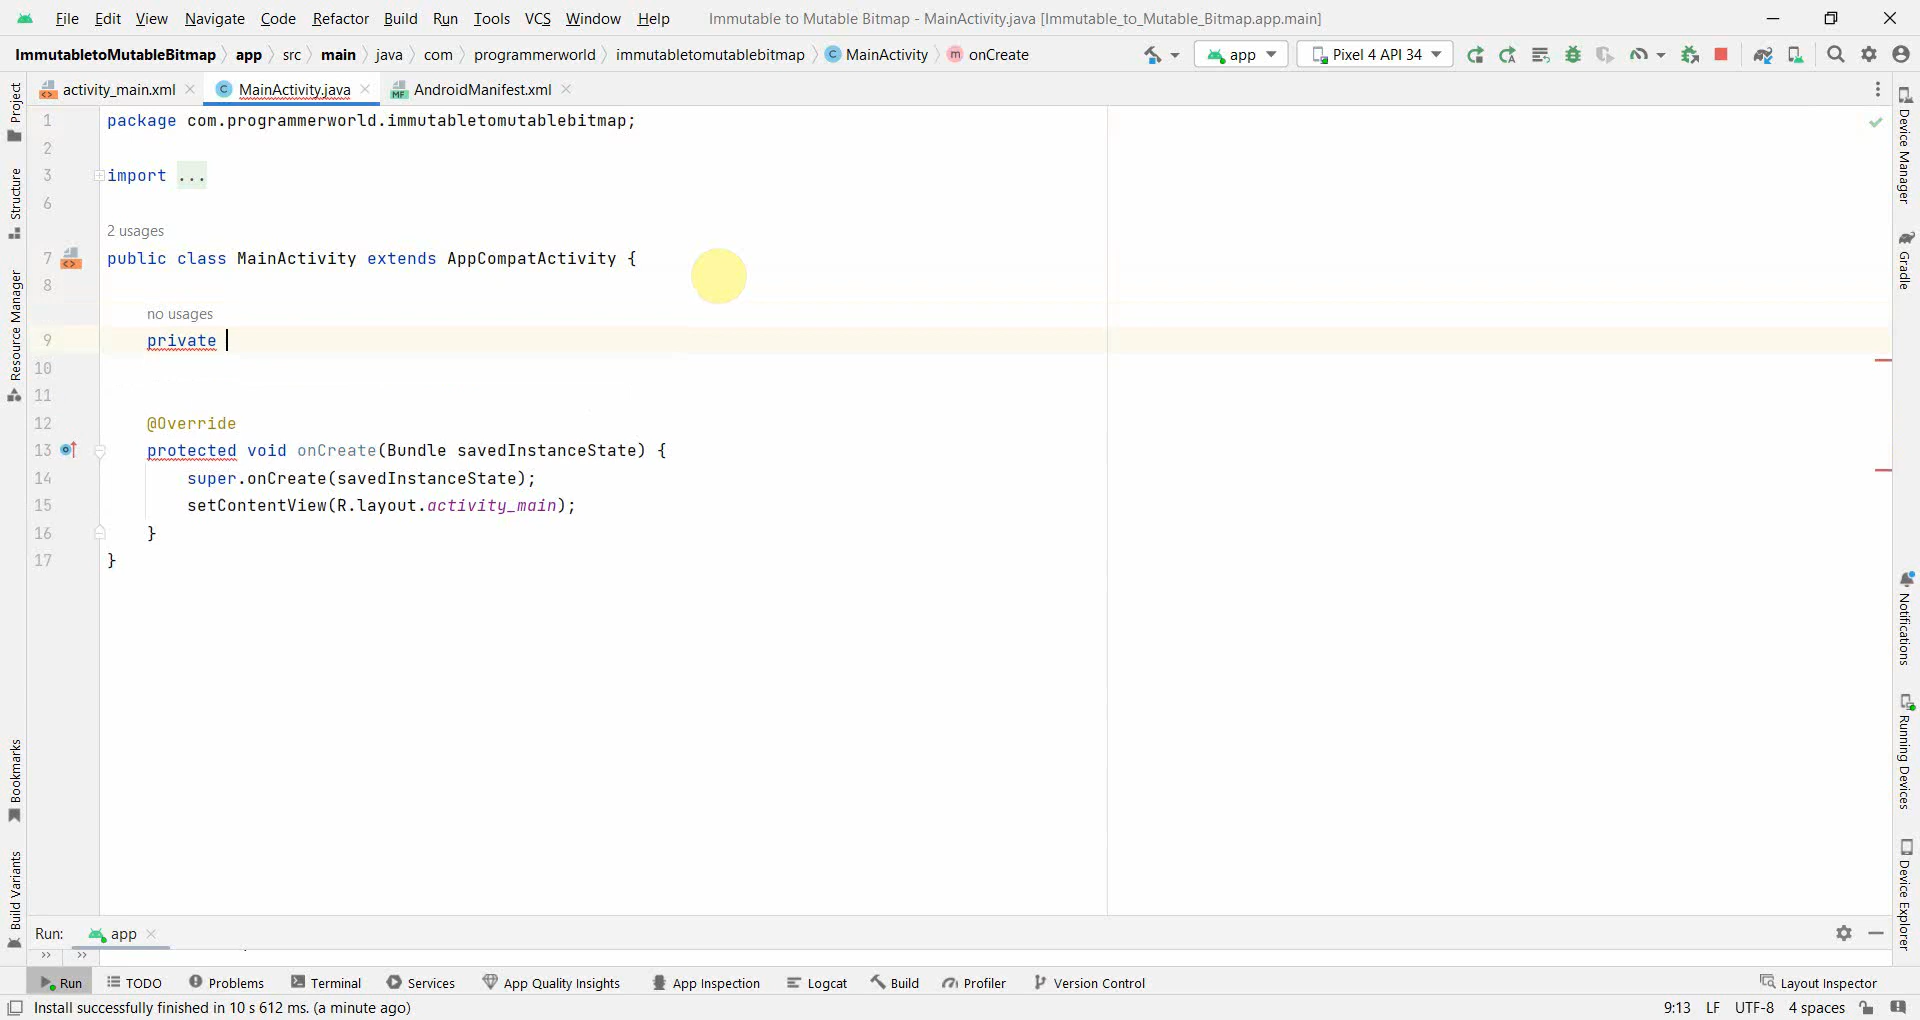 File Edit View Navigate Code Refactor Build Run Tools VCS Window Help Immutable to Mutable Bitmap - MainActivity.java [Immutable_to_Mutable_Bitmap.app.main]
ImmutabletoMutableBitmap app src main java com programmerworld immutabletomutablebitmap C MainActivity m onCreate app Pixel 4 API 34
activity_main.xml C MainActivity.java MF AndroidManifest.xml
Project
Structure
Resource Manager
Bookmarks
Build Variants
1 package com.programmerworld.immutabletomutablebitmap;
2
3 import ...
6
2 usages
7 public class MainActivity extends AppCompatActivity {
8
no usages
9 private
10
11
12 @Override
13 protected void onCreate(Bundle savedInstanceState) {
14 super.onCreate(savedInstanceState);
15 setContentView(R.layout.activity_main);
16 }
17 }
Device Manager
Gradle
Notifications
Running Devices
Device Explorer
Run: app
Run TODO Problems Terminal Services App Quality Insights App Inspection Logcat Build Profiler Version Control Layout Inspector
Install successfully finished in 10 s 612 ms. (a minute ago) 9:13 LF UTF-8 4 spaces